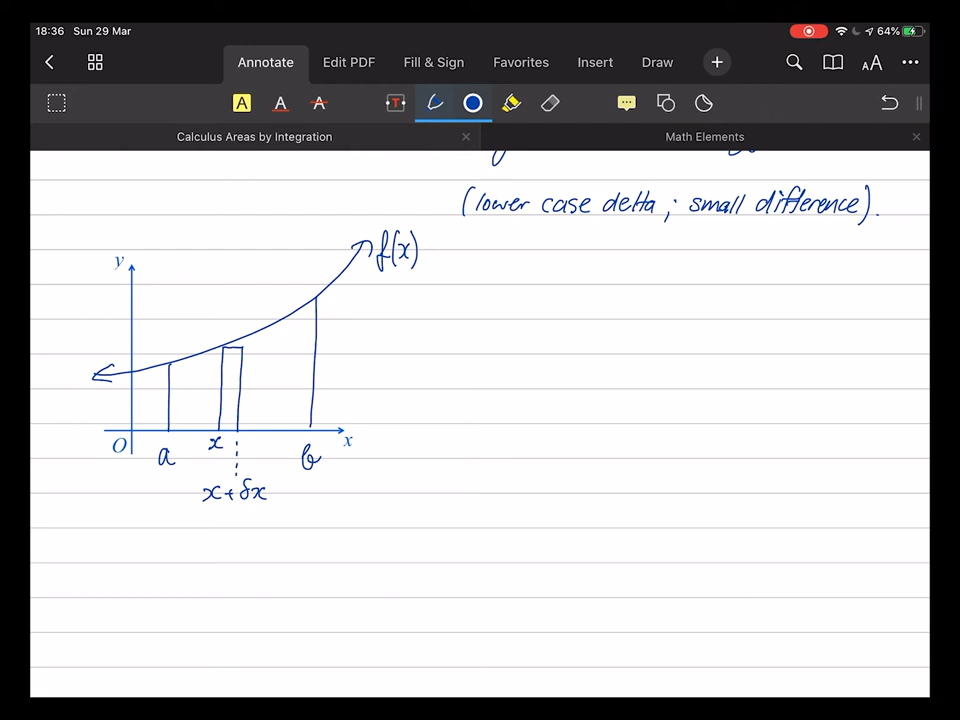 18:36 Sun 29 Mar 64%
Annotate Edit PDF Fill & Sign Favorites Insert Draw
A A A T
Calculus Areas by Integration Math Elements
(lower case delta; small difference).
f(x)
y
O a x b x
x+δx